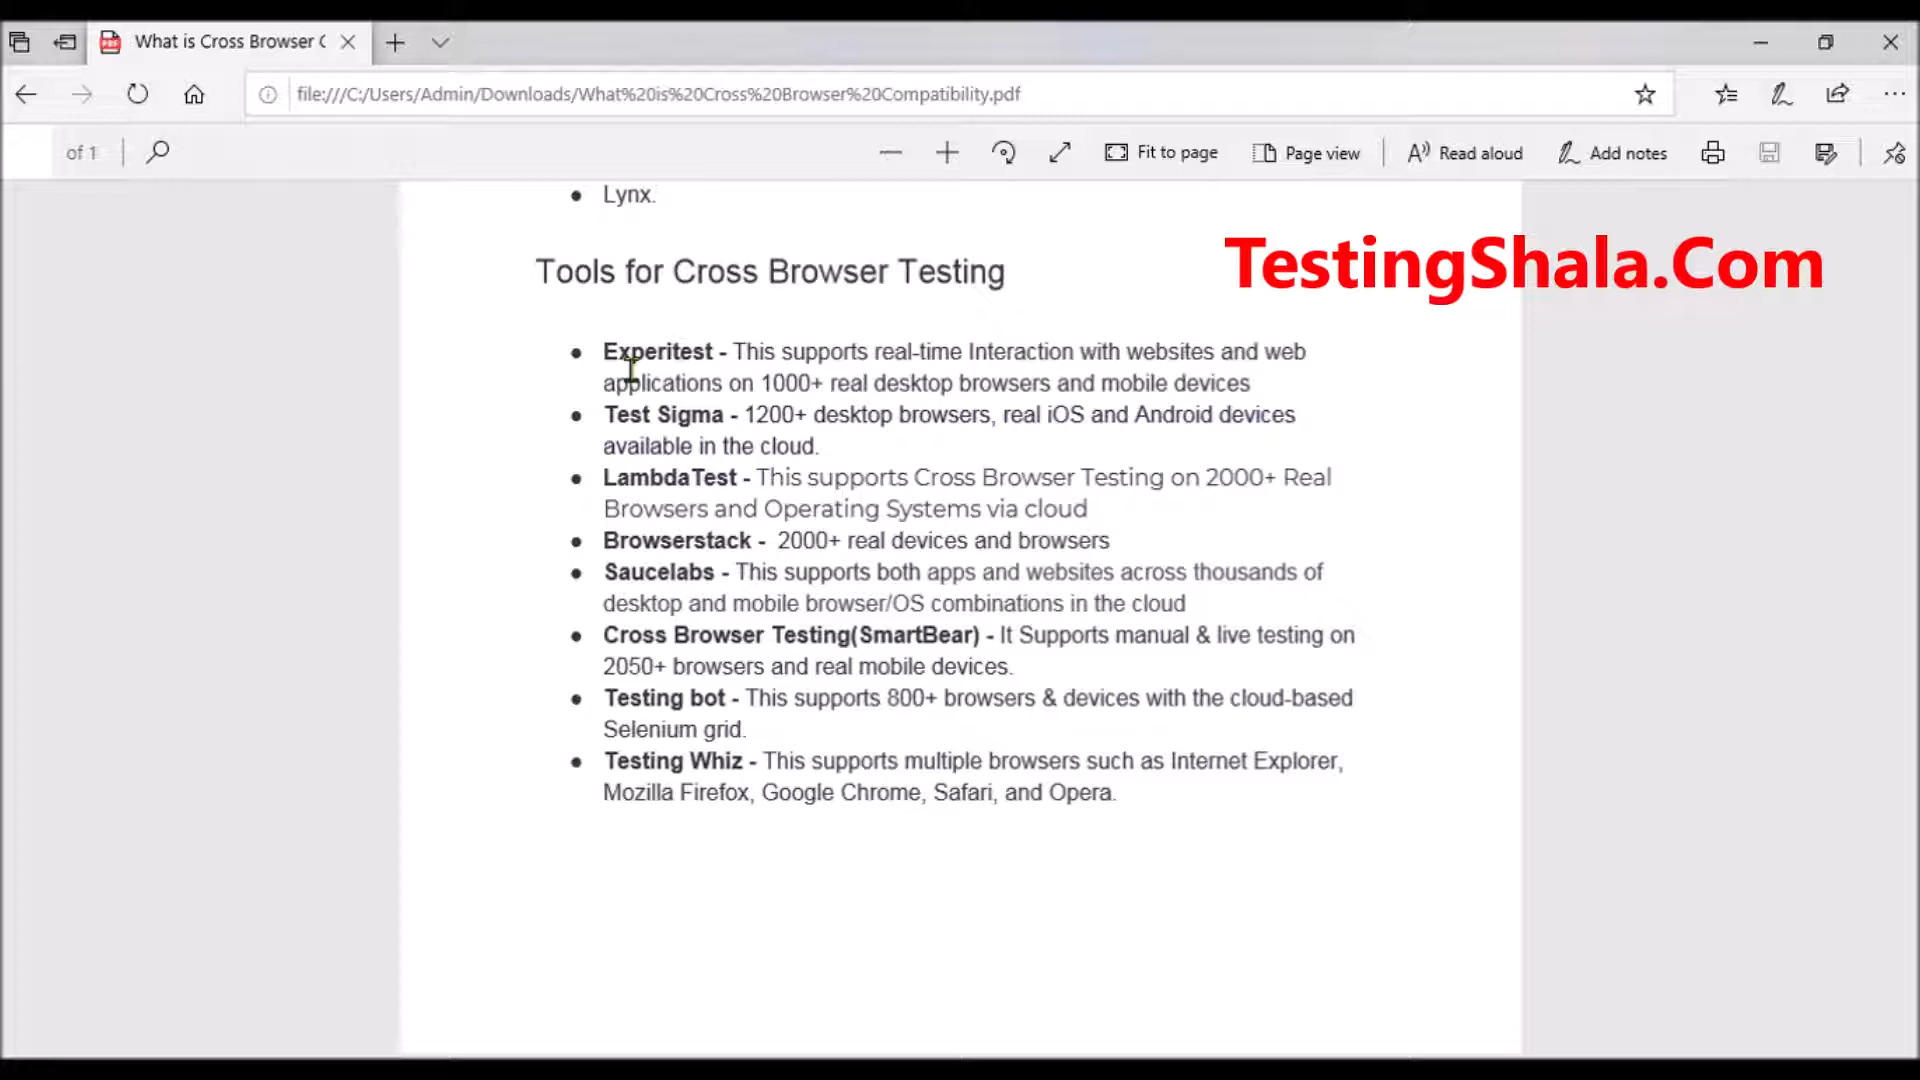 What is Cross Browser C
file:///C:/Users/Admin/Downloads/What%20is%20Cross%20Browser%20Compatibility.pdf
of 1
Fit to page
Page view
Read aloud
Add notes
• Lynx.
TestingShala.Com
Tools for Cross Browser Testing
• Experitest - This supports real-time Interaction with websites and web
applications on 1000+ real desktop browsers and mobile devices
• Test Sigma - 1200+ desktop browsers, real iOS and Android devices
available in the cloud.
• LambdaTest - This supports Cross Browser Testing on 2000+ Real
Browsers and Operating Systems via cloud
• Browserstack - 2000+ real devices and browsers
• Saucelabs - This supports both apps and websites across thousands of
desktop and mobile browser/OS combinations in the cloud
• Cross Browser Testing(SmartBear) - It Supports manual & live testing on
2050+ browsers and real mobile devices.
• Testing bot - This supports 800+ browsers & devices with the cloud-based
Selenium grid.
• Testing Whiz - This supports multiple browsers such as Internet Explorer,
Mozilla Firefox, Google Chrome, Safari, and Opera.